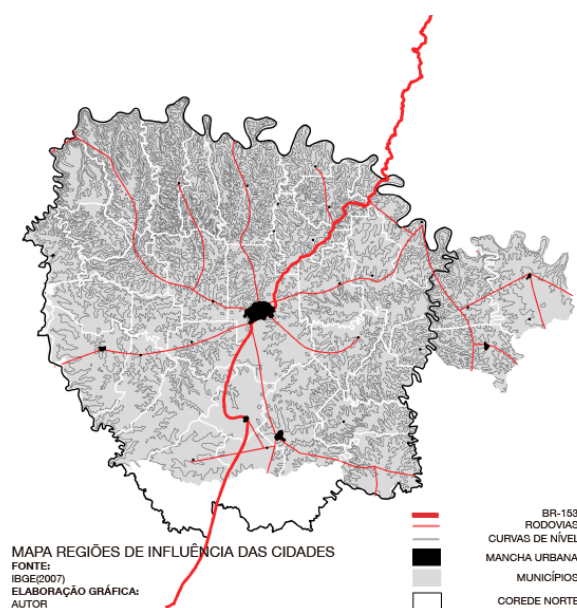 BR-153
RODOVIAS
CURVAS DE NÍVEL
MANCHA URBANA
MUNICÍPIOS
COREDE NORTE
MAPA REGIÕES DE INFLUÊNCIA DAS CIDADES
FONTE:
IBGE(2007)
ELABORAÇÃO GRÁFICA:
AUTOR